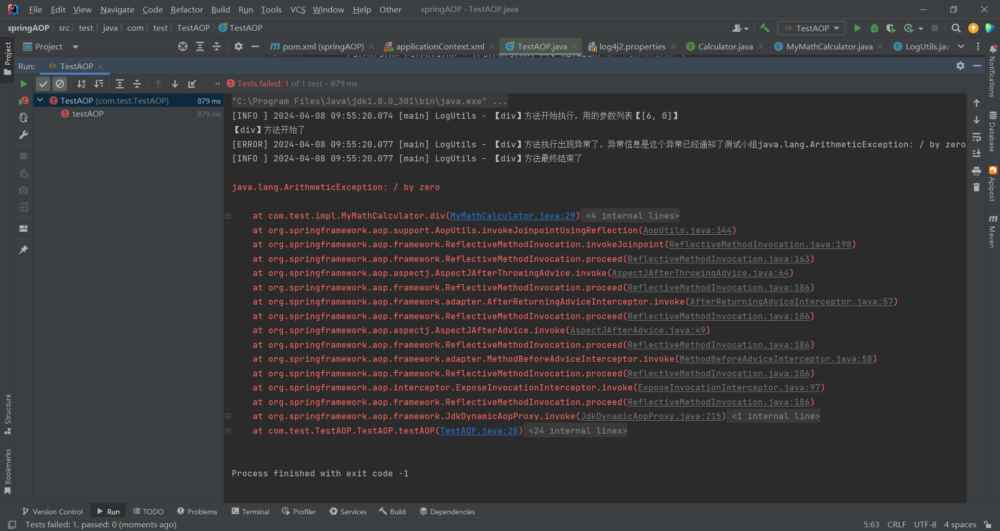 File Edit View Navigate Code Refactor Build Run Tools VCS Window Help Other springAOP - TestAOP.java
springAOP src test java com test TestAOP TestAOP TestAOP
Project pom.xml (springAOP) applicationContext.xml TestAOP.java log4j2.properties Calculator.java MyMathCalculator.java LogUtils.jav
Run: TestAOP
Tests failed: 1 of 1 test – 879 ms
TestAOP (com.test.TestAOP) 879 ms
testAOP 879 ms
"C:\Program Files\Java\jdk1.8.0_301\bin\java.exe" ...
[INFO ] 2024-04-08 09:55:20.074 [main] LogUtils - 【div】方法开始执行，用的参数列表【[6, 0]】
【div】方法开始了
[ERROR] 2024-04-08 09:55:20.077 [main] LogUtils - 【div】方法执行出现异常了，异常信息是这个异常已经通知了测试小组java.lang.ArithmeticException: / by zero
[INFO ] 2024-04-08 09:55:20.077 [main] LogUtils - 【div】方法最终结束了
java.lang.ArithmeticException: / by zero
at com.test.impl.MyMathCalculator.div(MyMathCalculator.java:29) <4 internal lines>
at org.springframework.aop.support.AopUtils.invokeJoinpointUsingReflection(AopUtils.java:344)
at org.springframework.aop.framework.ReflectiveMethodInvocation.invokeJoinpoint(ReflectiveMethodInvocation.java:198)
at org.springframework.aop.framework.ReflectiveMethodInvocation.proceed(ReflectiveMethodInvocation.java:163)
at org.springframework.aop.aspectj.AspectJAfterThrowingAdvice.invoke(AspectJAfterThrowingAdvice.java:64)
at org.springframework.aop.framework.ReflectiveMethodInvocation.proceed(ReflectiveMethodInvocation.java:186)
at org.springframework.aop.framework.adapter.AfterReturningAdviceInterceptor.invoke(AfterReturningAdviceInterceptor.java:57)
at org.springframework.aop.framework.ReflectiveMethodInvocation.proceed(ReflectiveMethodInvocation.java:186)
at org.springframework.aop.aspectj.AspectJAfterAdvice.invoke(AspectJAfterAdvice.java:49)
at org.springframework.aop.framework.ReflectiveMethodInvocation.proceed(ReflectiveMethodInvocation.java:186)
at org.springframework.aop.framework.adapter.MethodBeforeAdviceInterceptor.invoke(MethodBeforeAdviceInterceptor.java:58)
at org.springframework.aop.framework.ReflectiveMethodInvocation.proceed(ReflectiveMethodInvocation.java:186)
at org.springframework.aop.interceptor.ExposeInvocationInterceptor.invoke(ExposeInvocationInterceptor.java:97)
at org.springframework.aop.framework.ReflectiveMethodInvocation.proceed(ReflectiveMethodInvocation.java:186)
at org.springframework.aop.framework.JdkDynamicAopProxy.invoke(JdkDynamicAopProxy.java:215) <1 internal line>
at com.test.TestAOP.TestAOP.testAOP(TestAOP.java:20) <24 internal lines>
Process finished with exit code -1
Project
Structure
Bookmarks
Notifications
Database
Apipost
Maven
Version Control Run TODO Problems Terminal Profiler Services Build Dependencies
Tests failed: 1, passed: 0 (moments ago) 5:63 CRLF UTF-8 4 spaces